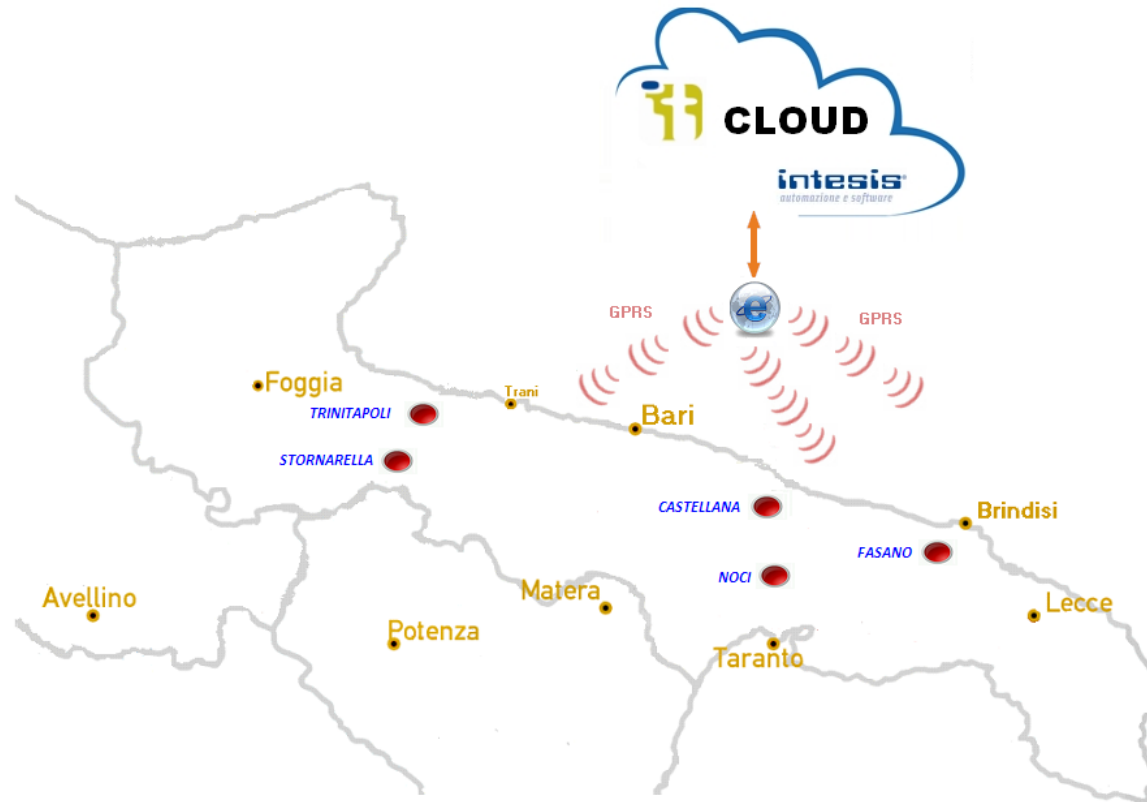 CLOUD
intesis®
automazione e software
GPRS
GPRS
Foggia
Trani
TRINITAPOLI
Bari
STORNARELLA
CASTELLANA
Brindisi
FASANO
NOCI
Avellino
Matera
Lecce
Potenza
Taranto